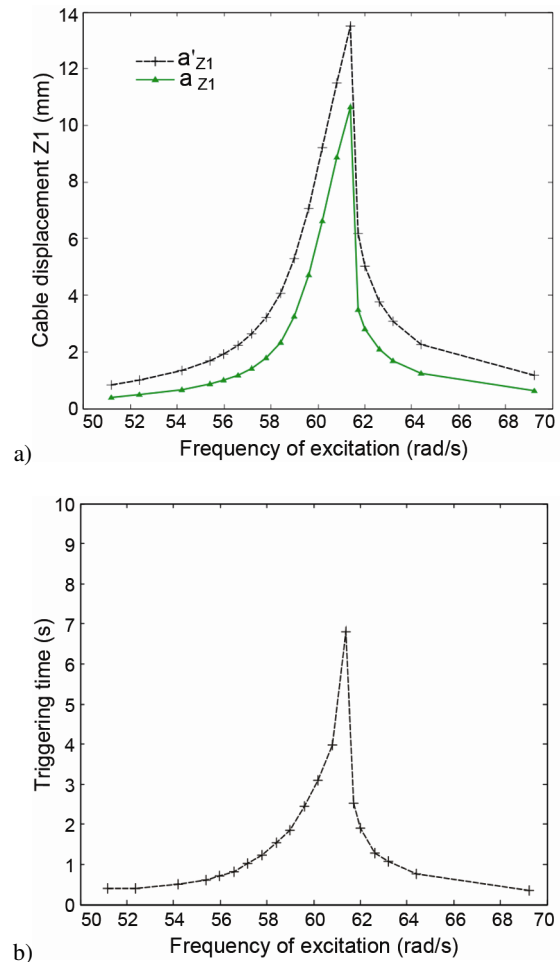 14
12
10
8
6
4
2
0
Cable displacement Z1 (mm)
a'Z1
a Z1
50 52 54 56 58 60 62 64 66 68 70
Frequency of excitation (rad/s)
a)
10
9
8
7
6
5
4
3
2
1
0
Triggering time (s)
50 52 54 56 58 60 62 64 66 68 70
Frequency of excitation (rad/s)
b)